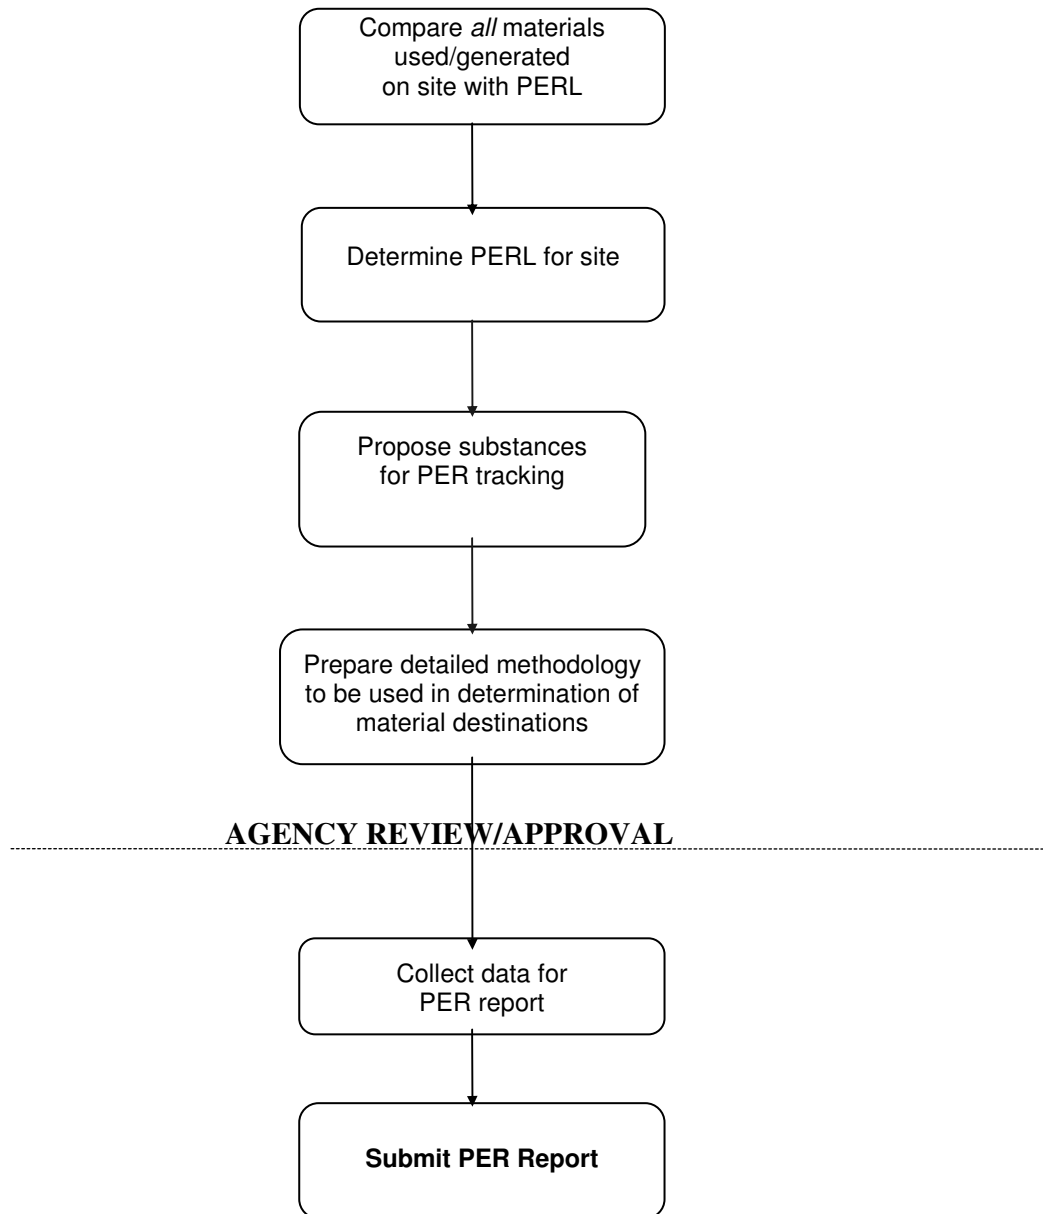 Compare all materials
used/generated
on site with PERL
Determine PERL for site
Propose substances
for PER tracking
Prepare detailed methodology
to be used in determination of
material destinations
AGENCY REVIEW/APPROVAL
Collect data for
PER report
Submit PER Report